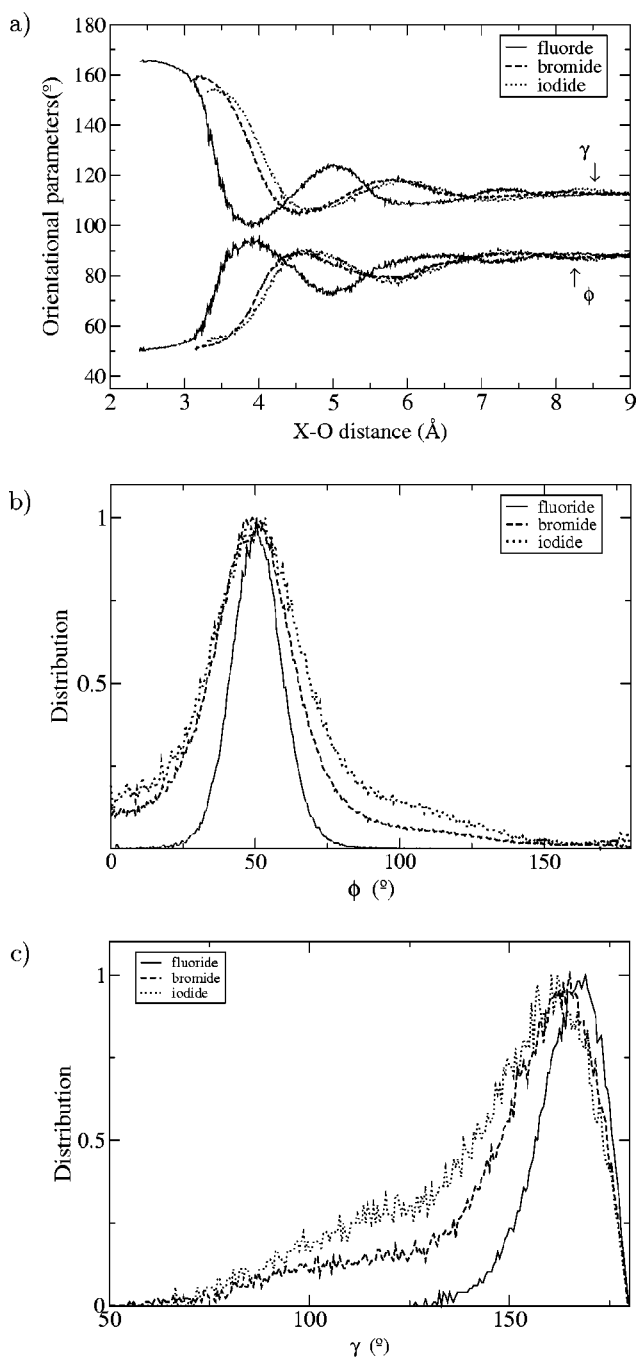 a)
180
160
140
120
100
80
60
40
Orientational parameters(º)
fluorde
bromide
iodide
γ
ϕ
2 3 4 5 6 7 8 9
X-O distance (Å)
b)
1
0.5
Distribution
fluoride
bromide
iodide
0 50 100 150
ϕ (º)
c)
1
0.5
0
Distribution
fluoride
bromide
iodide
50 100 150
γ (º)